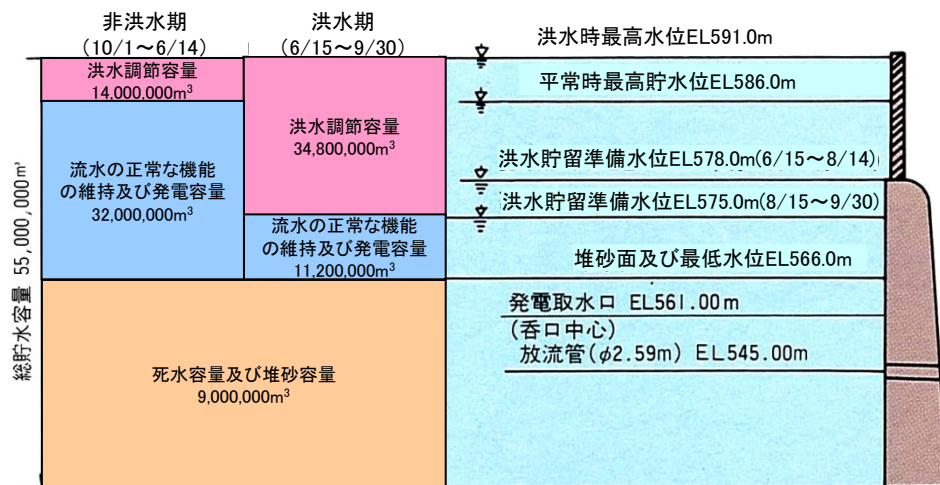 非洪水期
(10/1～6/14)
洪水期
(6/15～9/30)
洪水調節容量
14,000,000m³
流水の正常な機能
の維持及び発電容量
32,000,000m³
洪水調節容量
34,800,000m³
流水の正常な機能
の維持及び発電容量
11,200,000m³
死水容量及び堆砂容量
9,000,000m³
総貯水容量 55,000,000m³
洪水時最高水位EL591.0m
平常時最高貯水位EL586.0m
洪水貯留準備水位EL578.0m(6/15～8/14)
洪水貯留準備水位EL575.0m(8/15～9/30)
堆砂面及び最低水位EL566.0m
発電取水口 EL561.00m
(呑口中心)
放流管(φ2.59m) EL545.00m